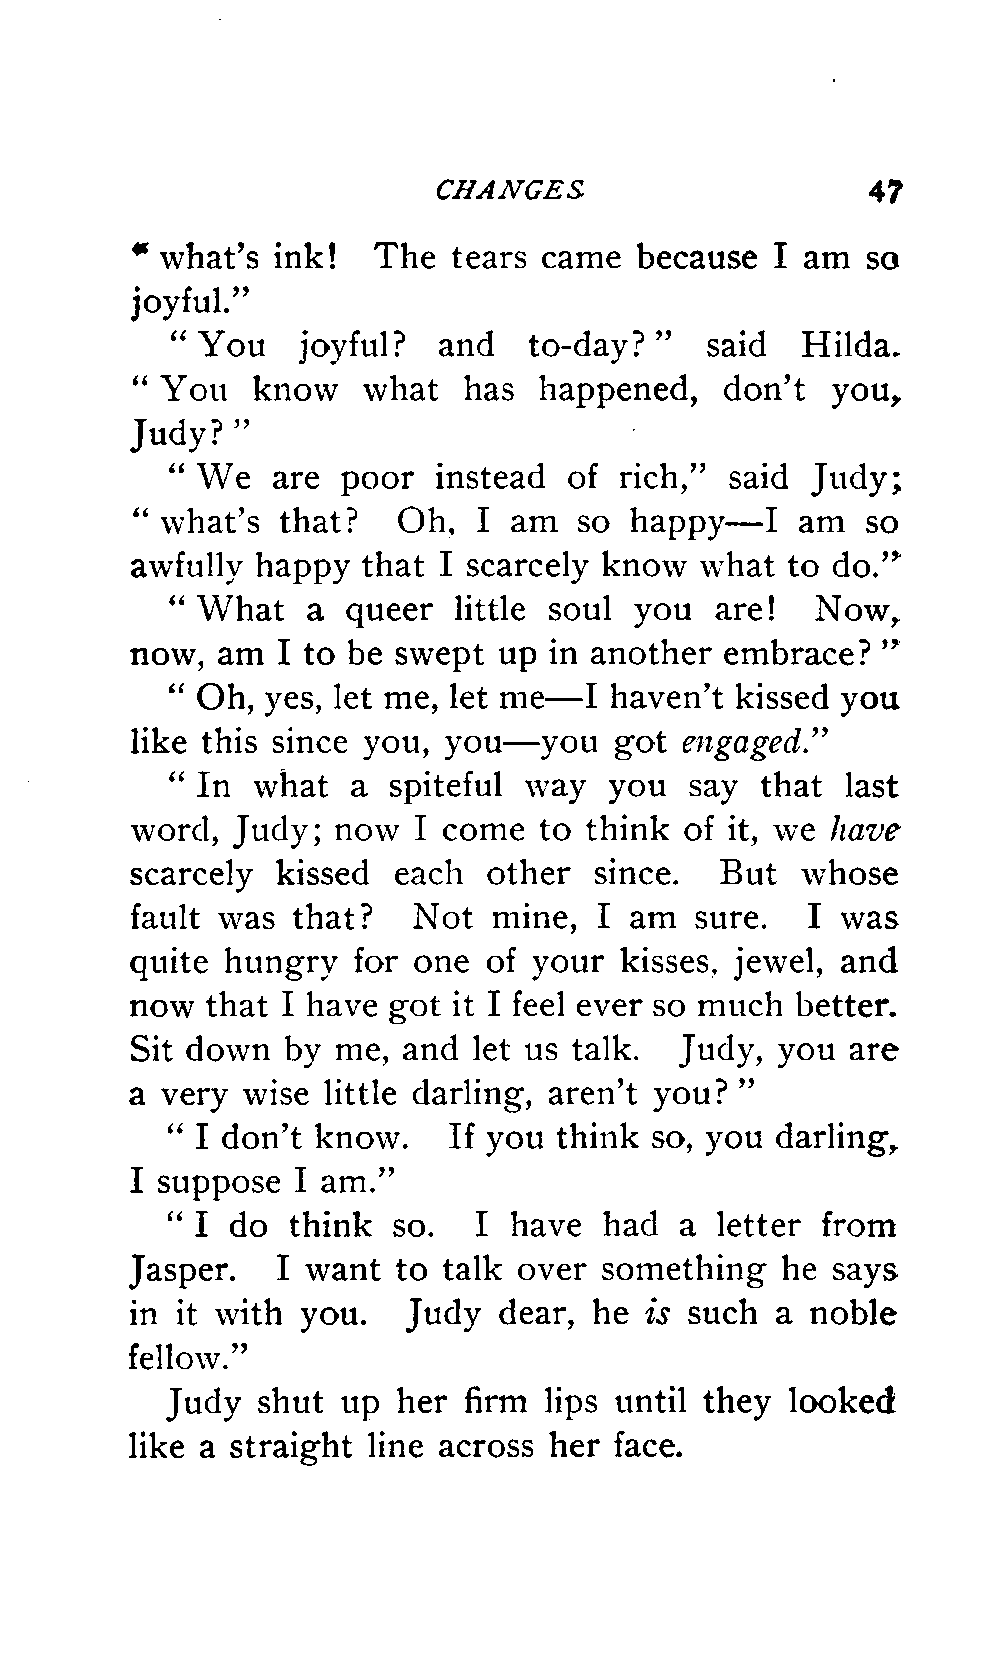 CHANGES 47
“ what’s ink! The tears came because I am so
joyful.”
“ You joyful? and to-day? ” said Hilda.
“ You know what has happened, don’t you,
Judy? ”
“ We are poor instead of rich,” said Judy;
“ what’s that? Oh, I am so happy—I am so
awfully happy that I scarcely know what to do.”
“ What a queer little soul you are! Now,
now, am I to be swept up in another embrace? ”
“ Oh, yes, let me, let me—I haven’t kissed you
like this since you, you—you got engaged.”
“ In what a spiteful way you say that last
word, Judy; now I come to think of it, we have
scarcely kissed each other since. But whose
fault was that? Not mine, I am sure. I was
quite hungry for one of your kisses, jewel, and
now that I have got it I feel ever so much better.
Sit down by me, and let us talk. Judy, you are
a very wise little darling, aren’t you? ”
“ I don’t know. If you think so, you darling,
I suppose I am.”
“ I do think so. I have had a letter from
Jasper. I want to talk over something he says
in it with you. Judy dear, he is such a noble
fellow.”
Judy shut up her firm lips until they looked
like a straight line across her face.